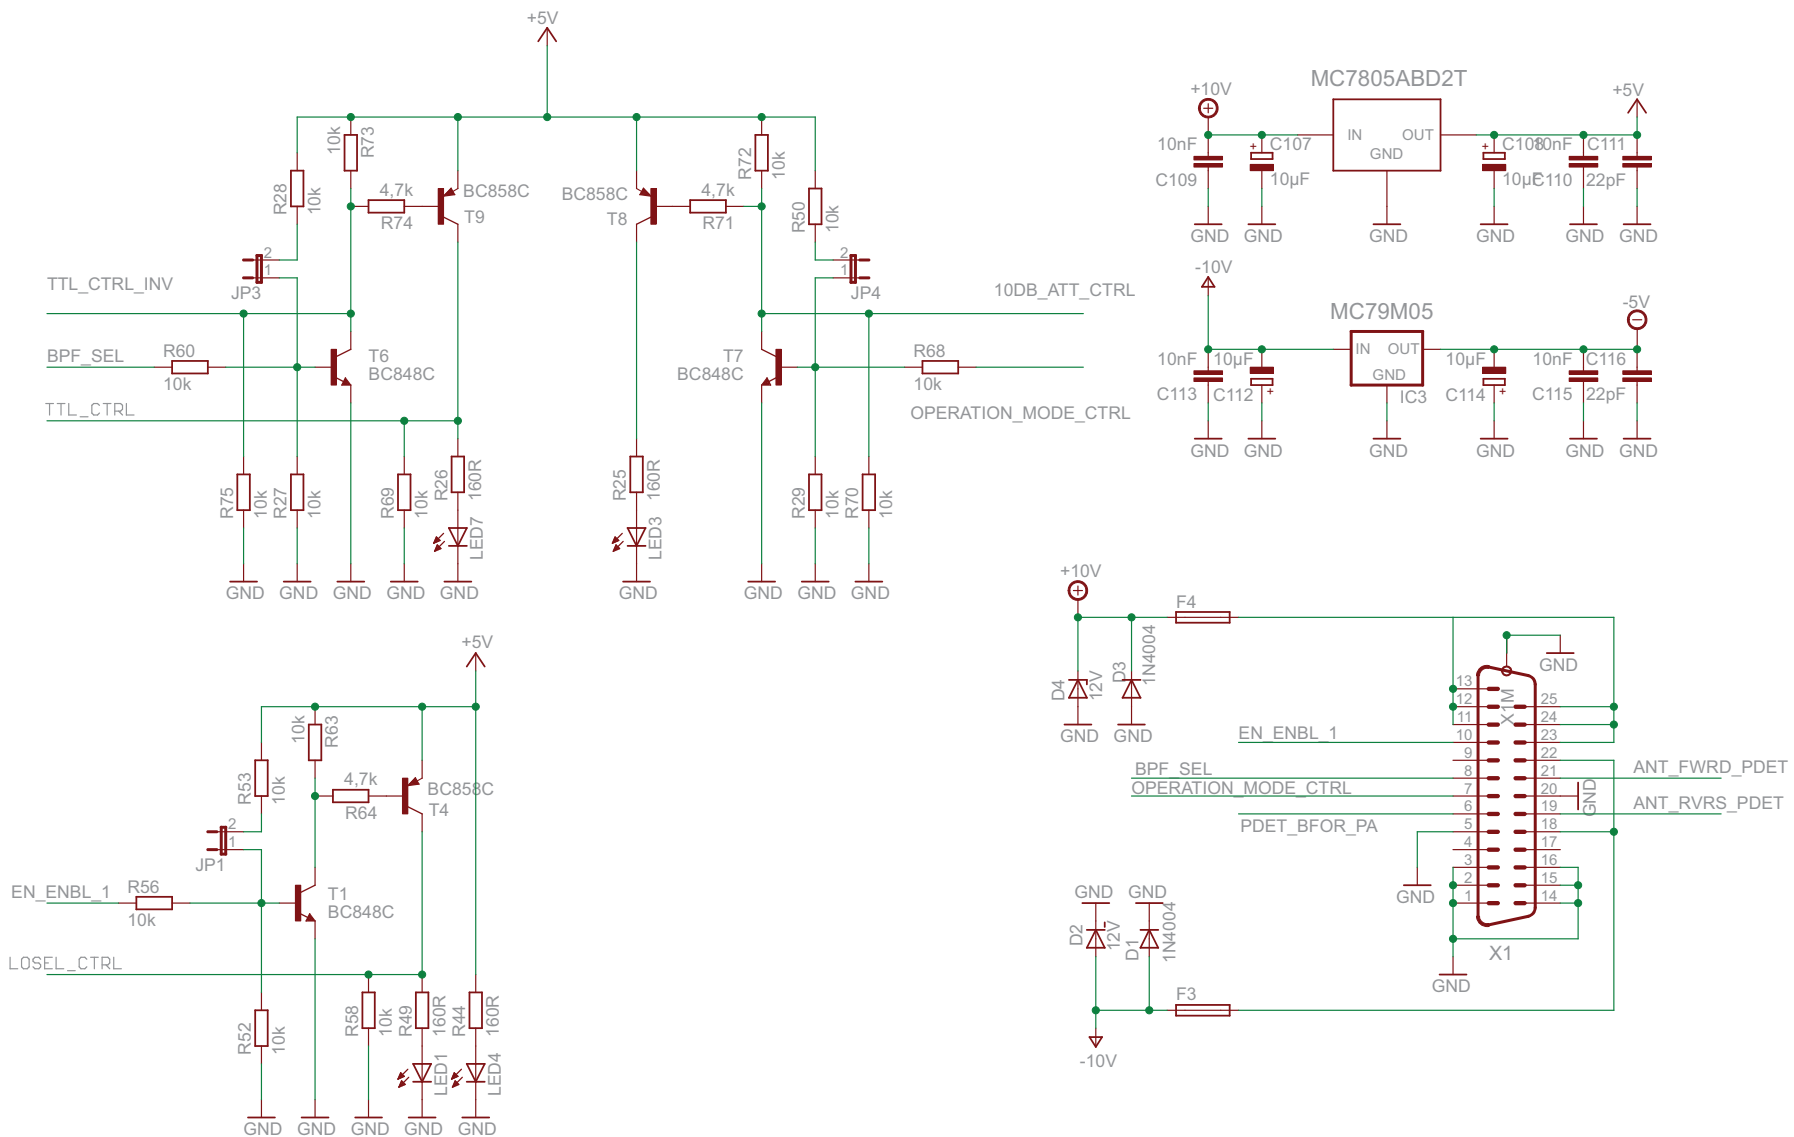 +5V
10k
R73
R72
10k
R28
10k
4,7k
R74
BC858C
T9
BC858C
T8
4,7k
R71
R50
10k
2
1
JP3
2
1
JP4
TTL_CTRL_INV
10DB_ATT_CTRL
BPF_SEL
R60
10k
T6
BC848C
T7
BC848C
R68
10k
TTL_CTRL
OPERATION_MODE_CTRL
R75
10k
R27
10k
R69
10k
R26
160R
LED7
R25
160R
LED3
R29
10k
R70
10k
GND
GND
GND
GND
GND
GND
GND
GND
GND
MC7805ABD2T
+10V
+5V
IN
OUT
GND
10nF
C109
C107
10µF
C108
10µF
10nF
C110
C111
22pF
+
+
GND
GND
GND
GND
GND
GND
-10V
MC79M05
-5V
IN
OUT
GND
IC3
10nF
C113
10µF
C112
10µF
C114
10nF
C115
C116
22pF
+
+
GND
GND
GND
GND
GND
GND
+5V
10k
R63
R53
10k
4,7k
R64
BC858C
T4
2
1
JP1
EN_ENBL_1
R56
10k
T1
BC848C
LOSEL_CTRL
R52
10k
R58
10k
R49
160R
R44
160R
LED1
LED4
GND
GND
GND
GND
GND
+10V
F4
D4
12V
D3
1N4004
GND
GND
GND
13
12
11
10
9
8
7
6
5
4
3
2
1
X1M
25
24
23
22
21
20
19
18
17
16
15
14
EN_ENBL_1
BPF_SEL
OPERATION_MODE_CTRL
PDET_BFOR_PA
ANT_FWRD_PDET
GND
ANT_RVRS_PDET
GND
X1
GND
GND
GND
D2
12V
D1
1N4004
F3
-10V